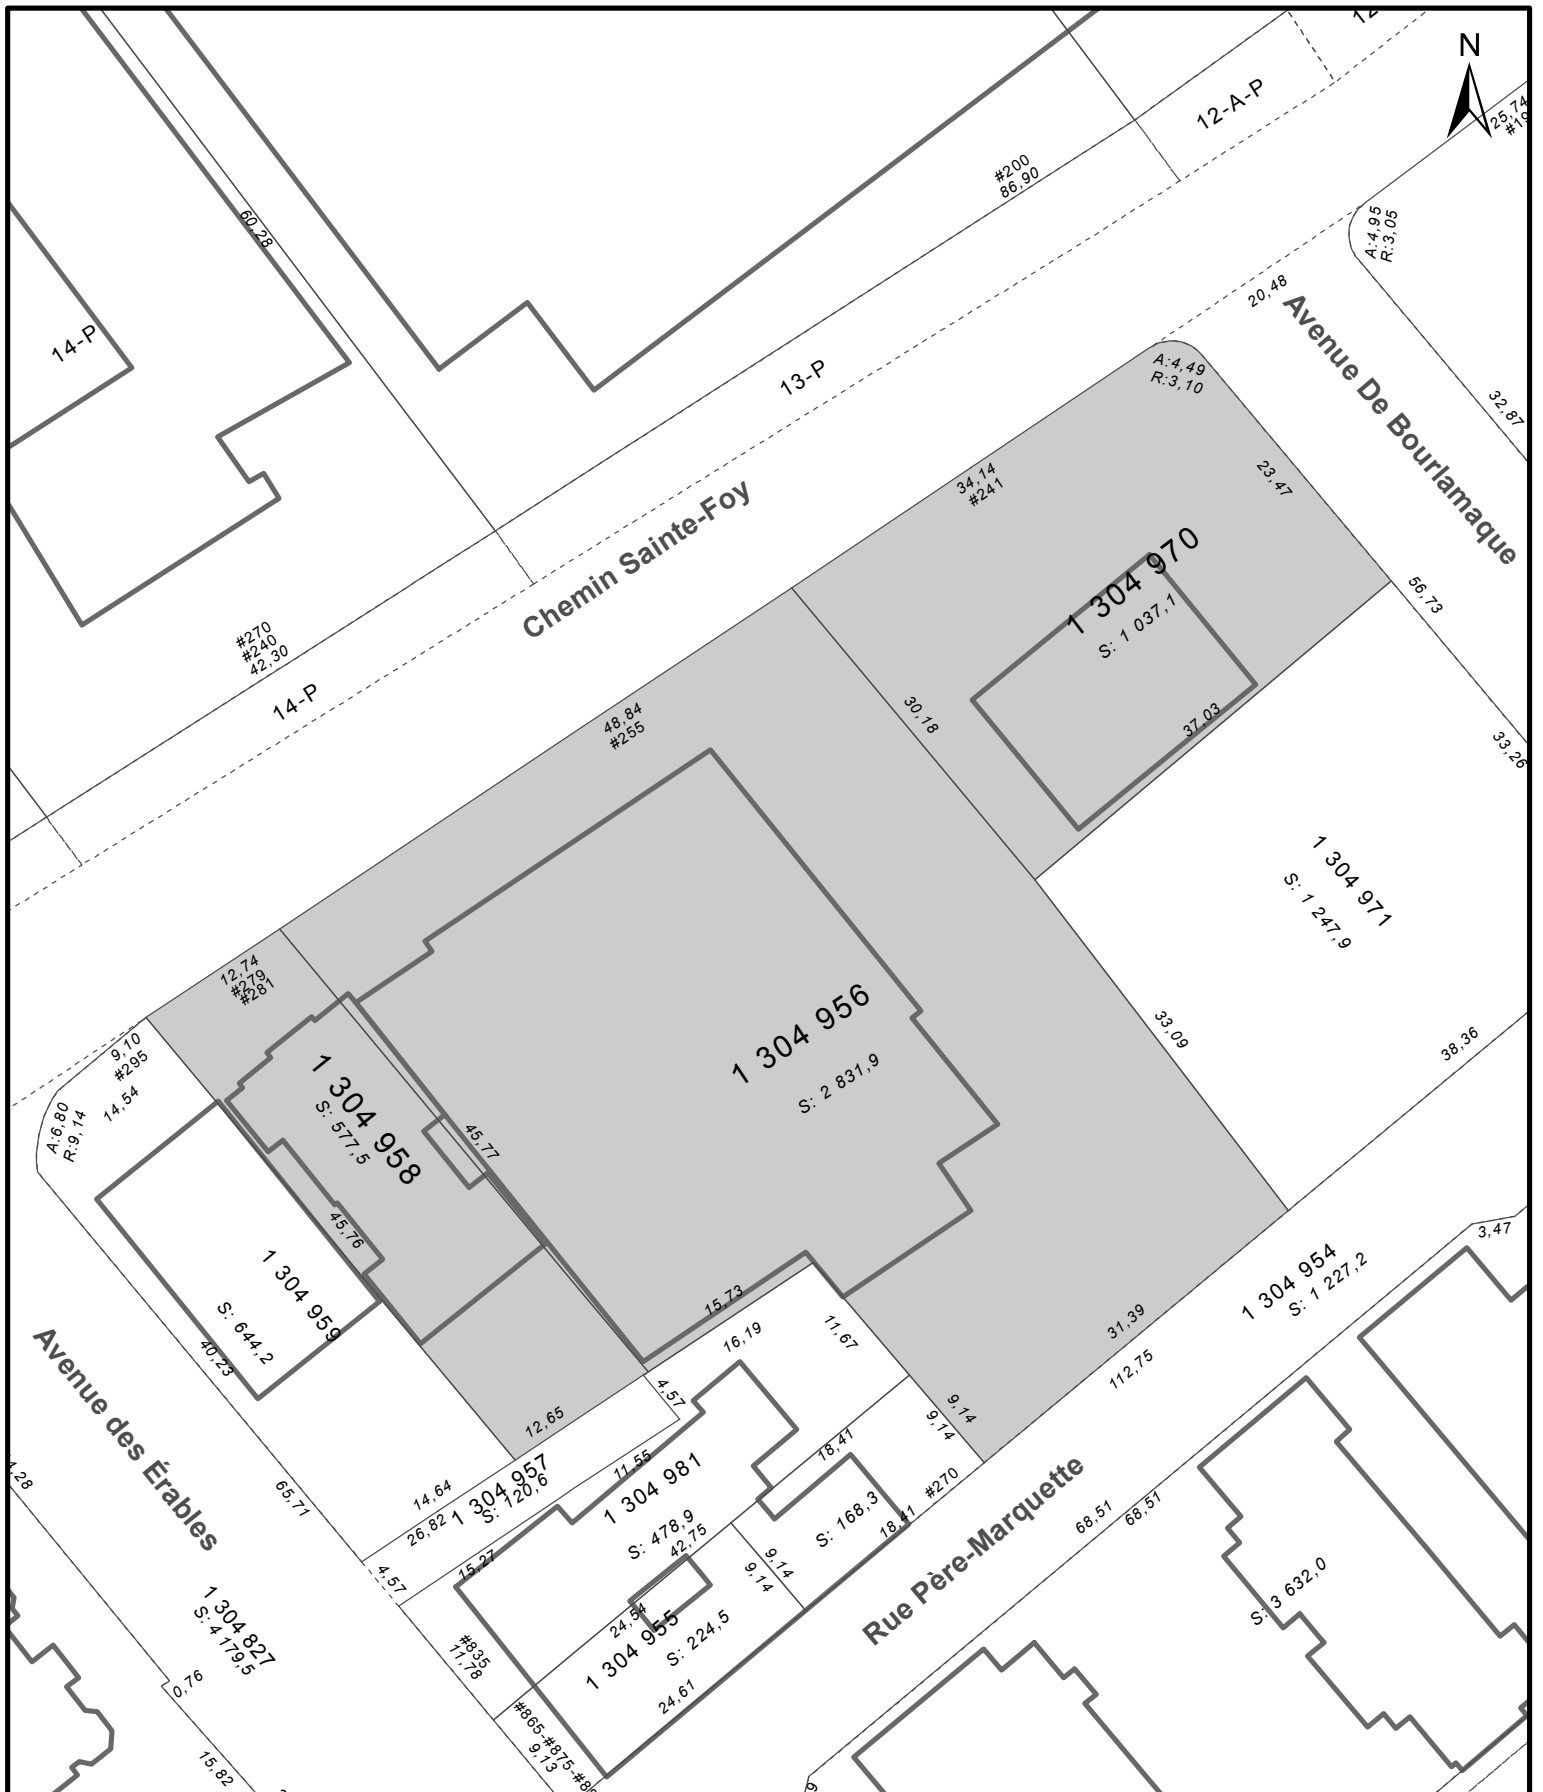 N
12-A-P
25,74
#200
86,90
A:4,95
R:3,05
60,28
20,48
14-P
13-P
A:4,49
R:3,10
Avenue De Bourlamaque
32,87
34,14
#241
23,47
Chemin Sainte-Foy
1 304 970
S: 1 037,1
56,73
#270
#240
42,30
14-P
48,84
#255
30,18
37,03
33,26
1 304 971
S: 1 247,9
12,74
#279
#281
1 304 956
S: 2 831,9
33,09
38,36
9,10
#295
14,54
A:6,80
R:9,14
1 304 958
S: 577,5
45,77
45,76
1 304 959
S: 644,2
40,23
3,47
1 304 954
S: 1 227,2
15,73
16,19
11,67
31,39
112,75
Avenue des Érables
4,57
12,65
9,14
9,14
18,41
11,55
14,64
26,82
1 304 957
S: 120,6
1 304 981
S: 478,9
42,75
#270
S: 168,3
18,41
65,71
68,51
68,51
Rue Père-Marquette
4,57
15,27
9,14
9,14
S: 3 632,0
1 304 827
S: 4 179,5
24,54
1 304 955
S: 224,5
#835
11,78
0,76
24,61
#865-#875-#8
9,13
15,82